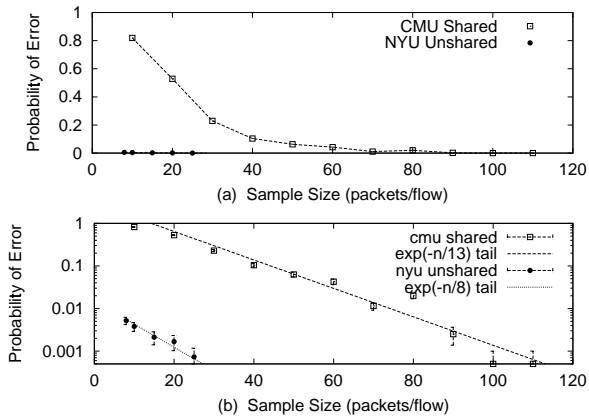 1
0.8
0.6
0.4
0.2
0
Probability of Error
CMU Shared
NYU Unshared
0 20 40 60 80 100 120
(a) Sample Size (packets/flow)
1
0.1
0.01
0.001
Probability of Error
cmu shared
exp(-n/13) tail
nyu unshared
exp(-n/8) tail
0 20 40 60 80 100 120
(b) Sample Size (packets/flow)